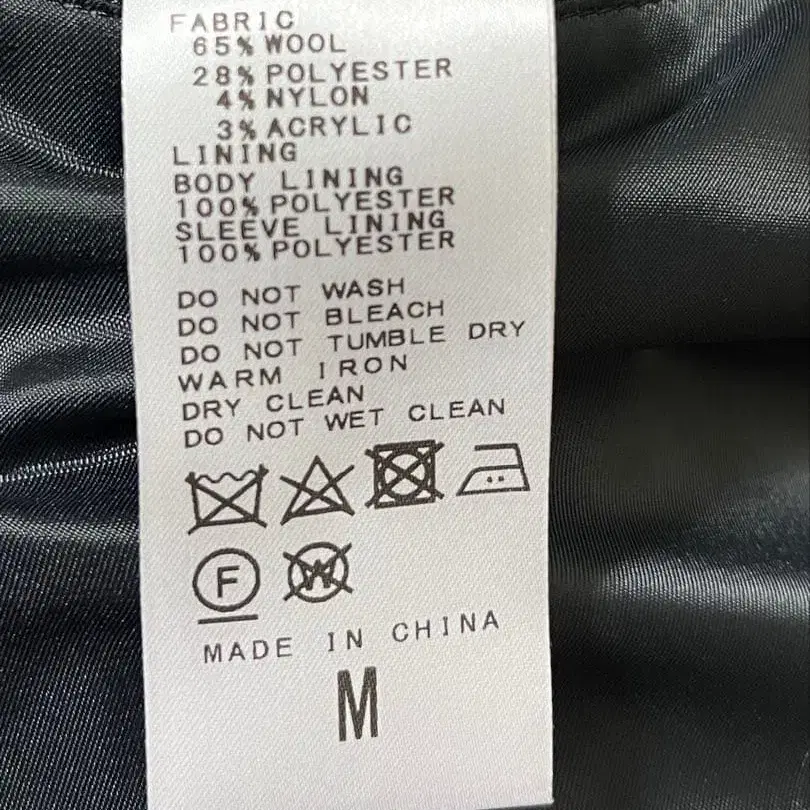 FABRIC
65% WOOL
28% POLYESTER
4% NYLON
3% ACRYLIC
LINING
BODY LINING
100% POLYESTER
SLEEVE LINING
100% POLYESTER
DO NOT WASH
DO NOT BLEACH
DO NOT TUMBLE DRY
WARM IRON
DRY CLEAN
DO NOT WET CLEAN
F W
MADE IN CHINA
M